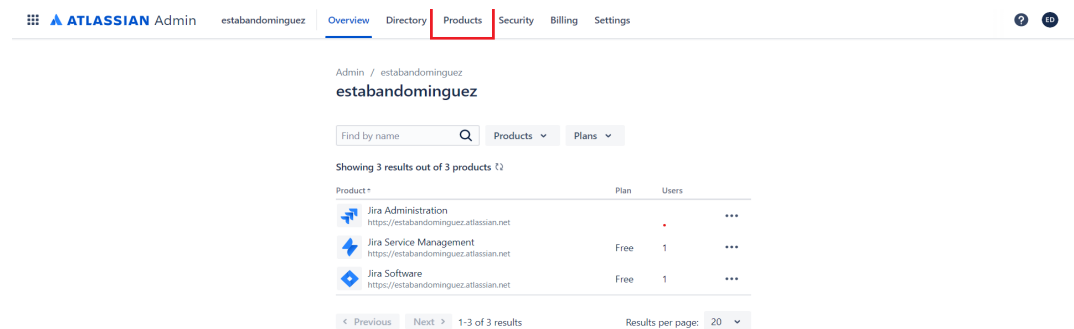 ATLASSIAN Admin estabandominguez Overview Directory Products Security Billing Settings ? ED
Admin / estabandominguez
estabandominguez
Find by name Products Plans
Showing 3 results out of 3 products
Product Plan Users
Jira Administration
https://estabandominguez.atlassian.net
Jira Service Management Free 1
https://estabandominguez.atlassian.net
Jira Software Free 1
https://estabandominguez.atlassian.net
< Previous Next > 1-3 of 3 results Results per page: 20